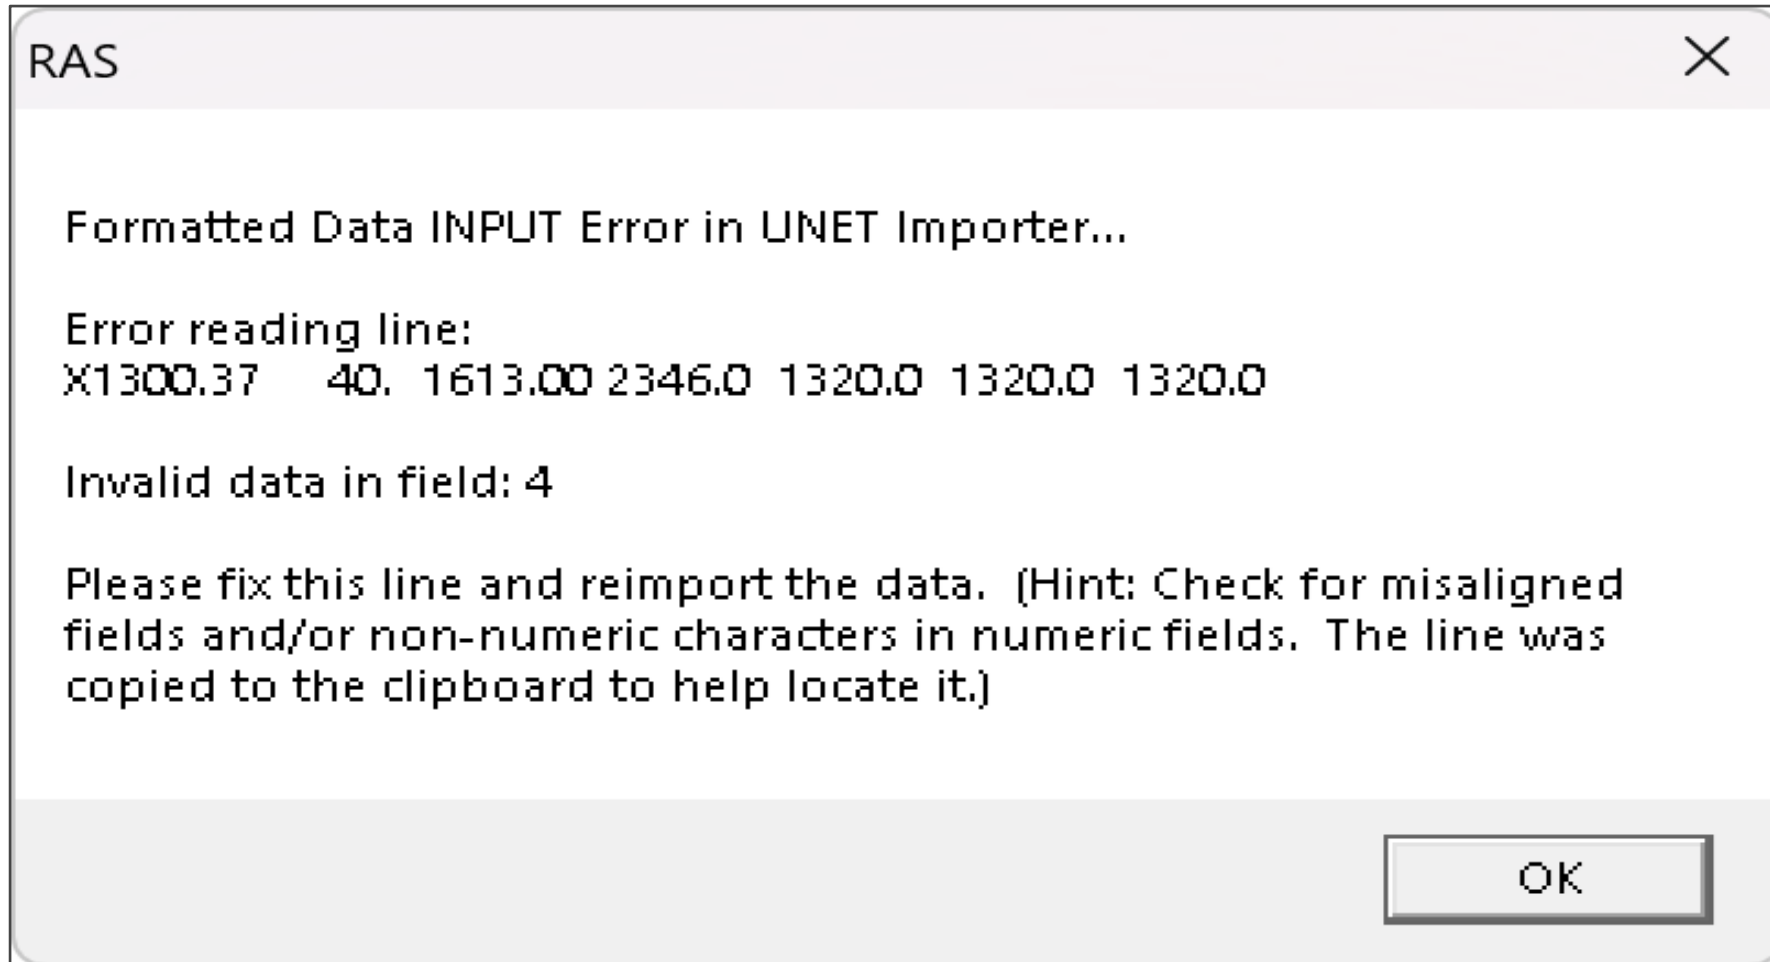 RAS
Formatted Data INPUT Error in UNET Importer...
Error reading line:
X1300.37    40.  1613.00 2346.0  1320.0  1320.0  1320.0
Invalid data in field: 4
Please fix this line and reimport the data.  (Hint: Check for misaligned
fields and/or non-numeric characters in numeric fields.  The line was
copied to the clipboard to help locate it.)
OK